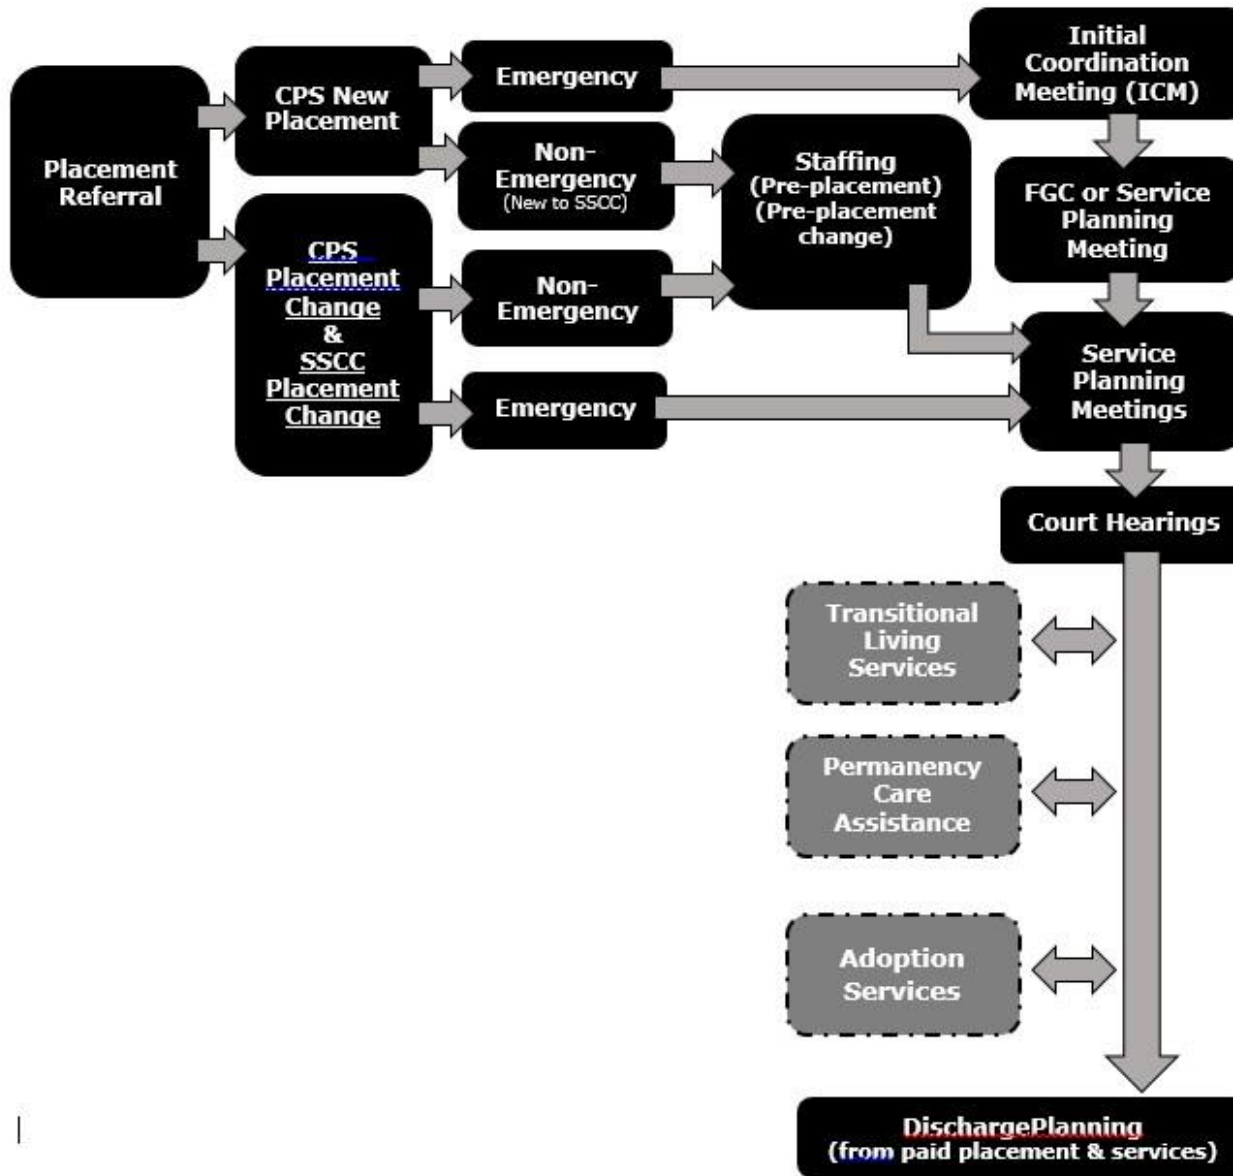 Placement
Referral
CPS New
Placement
CPS
Placement
Change
&
SSCC
Placement
Change
Emergency
Non-
Emergency
(New to SSCC)
Non-
Emergency
Emergency
Staffing
(Pre-placement)
(Pre-placement
change)
Initial
Coordination
Meeting (ICM)
FGC or Service
Planning
Meeting
Service
Planning
Meetings
Court Hearings
Transitional
Living
Services
Permanency
Care
Assistance
Adoption
Services
DischargePlanning
(from paid placement & services)